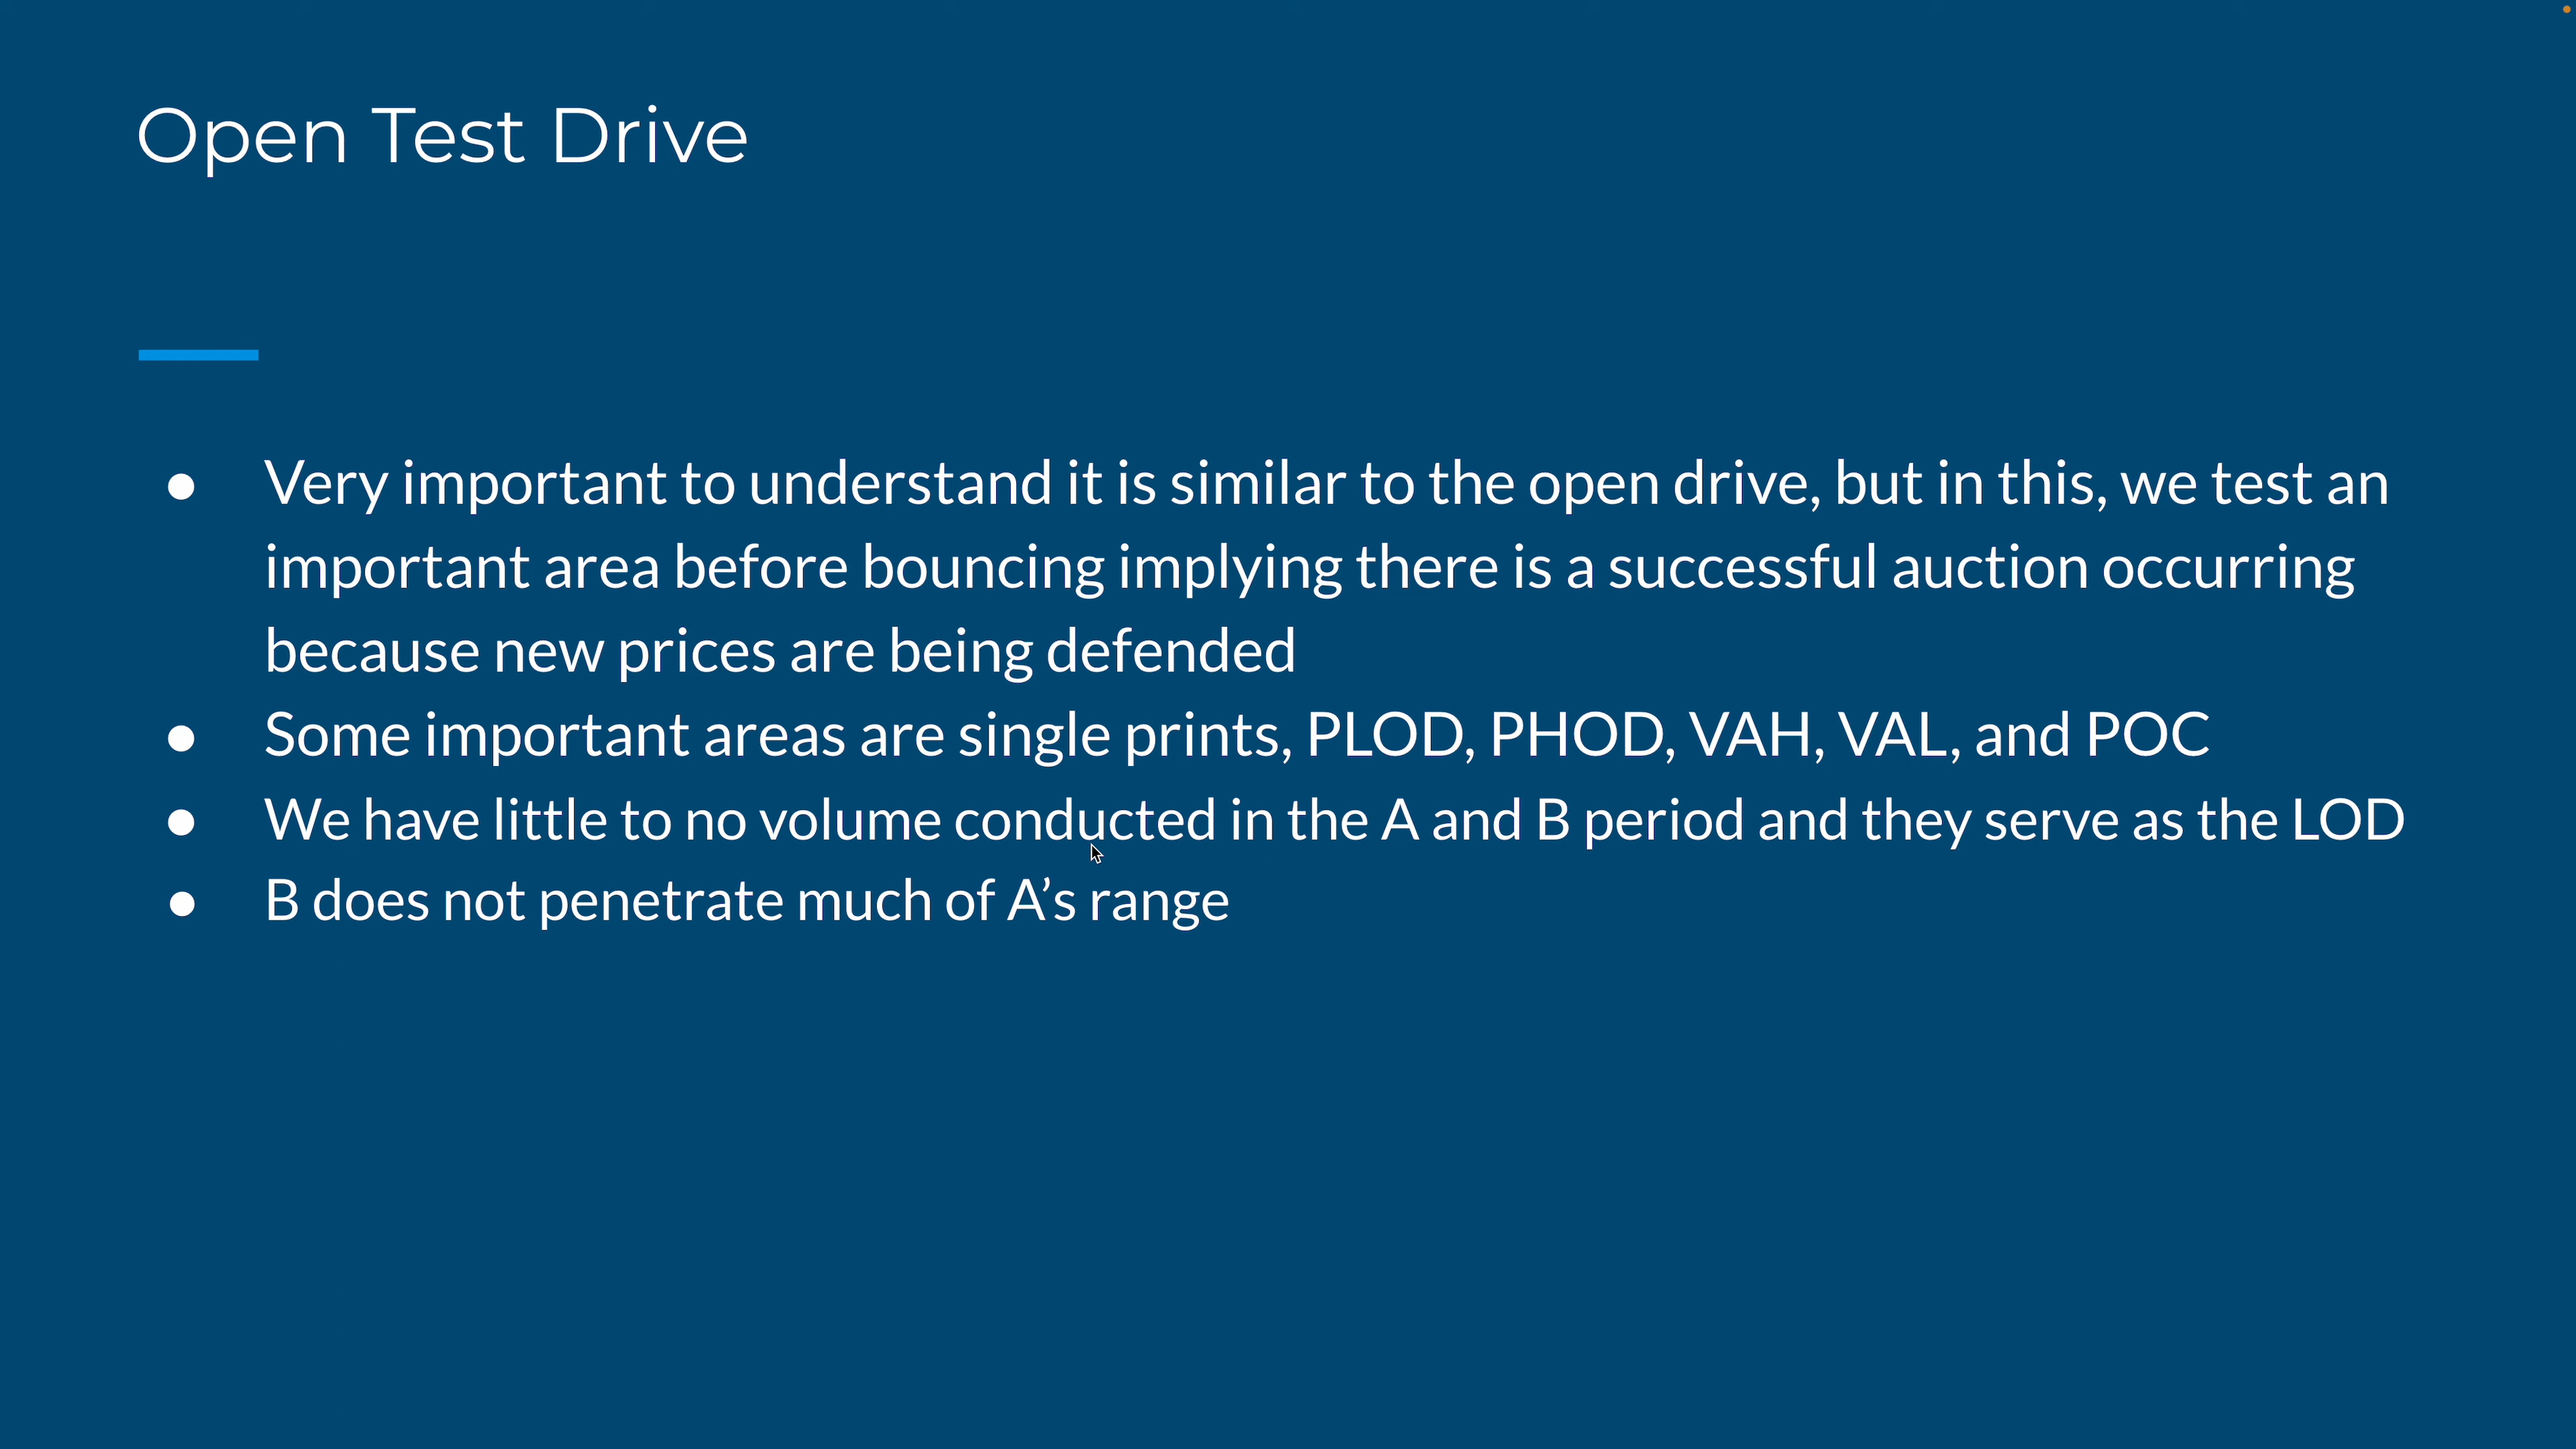 Open Test Drive
● Very important to understand it is similar to the open drive, but in this, we test an
important area before bouncing implying there is a successful auction occurring
because new prices are being defended
● Some important areas are single prints, PLOD, PHOD, VAH, VAL, and POC
● We have little to no volume conducted in the A and B period and they serve as the LOD
● B does not penetrate much of A’s range